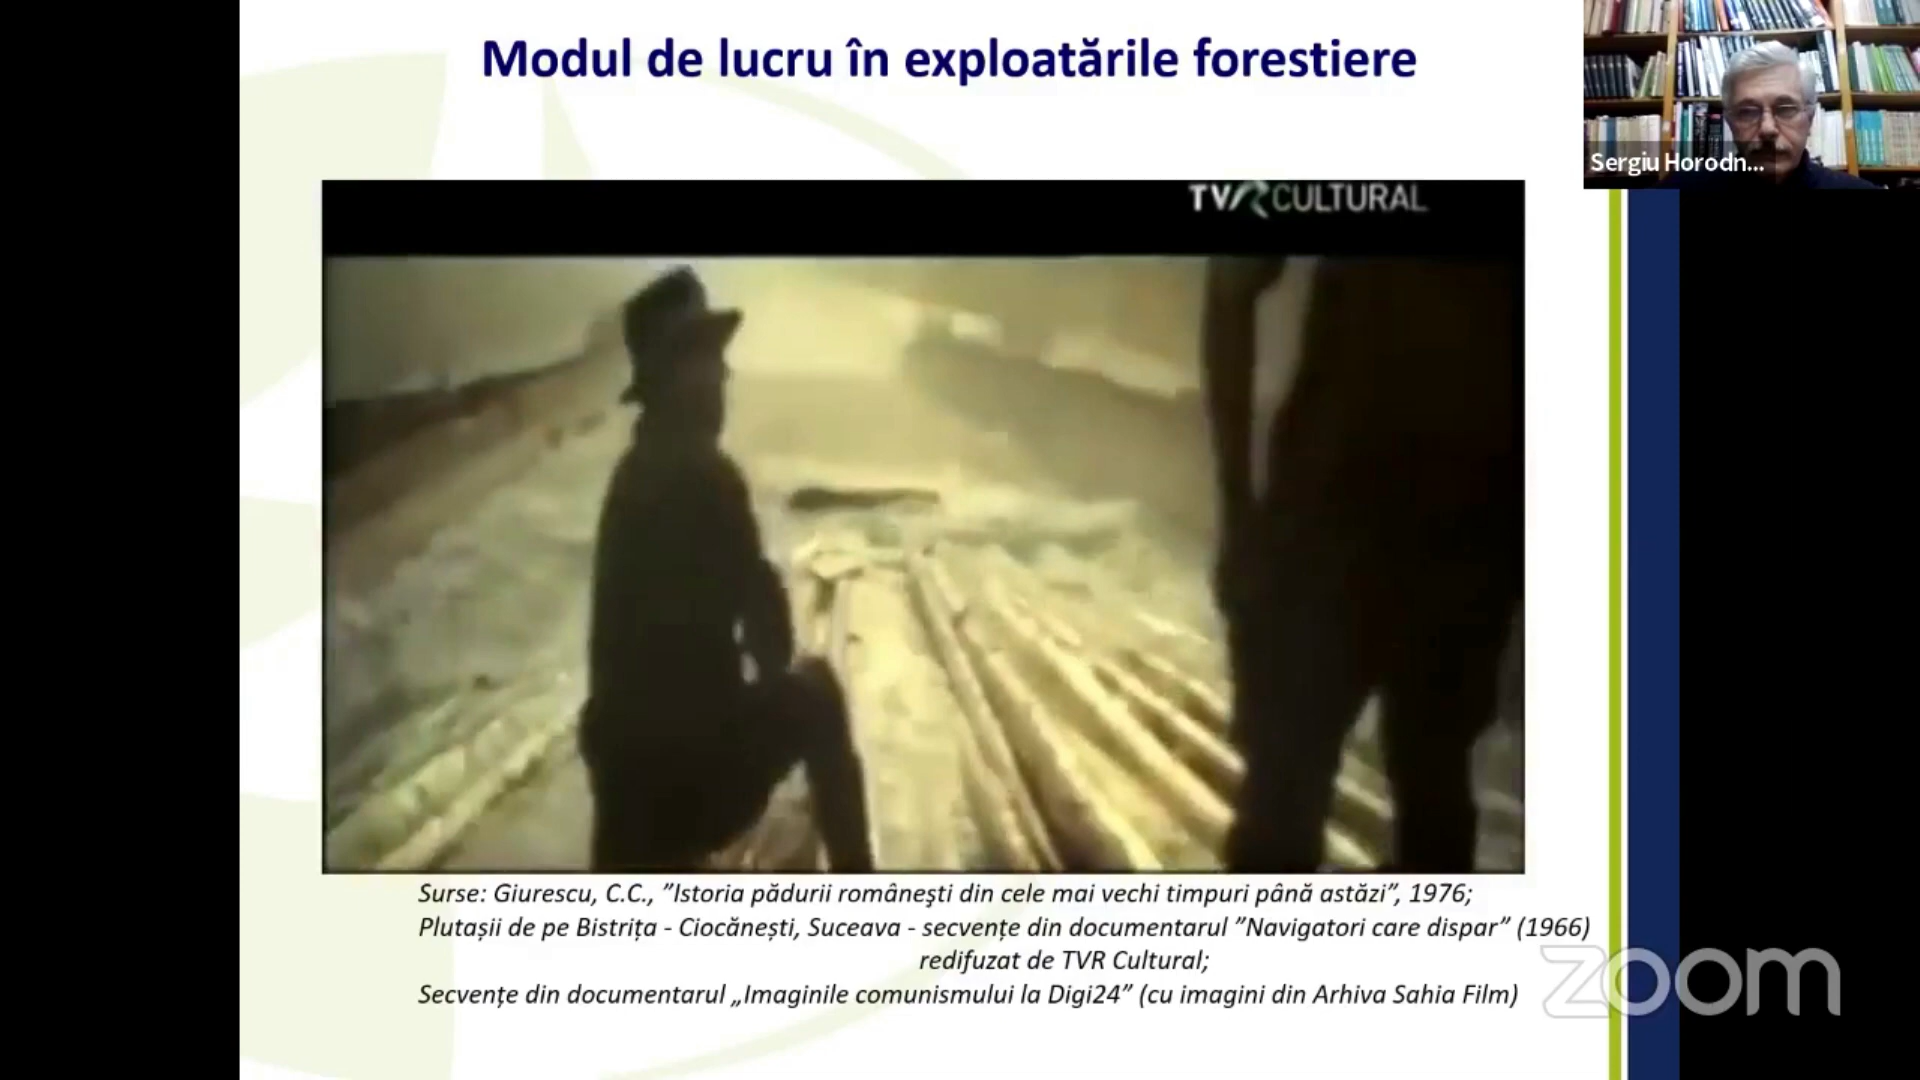 Modul de lucru în exploatările forestiere
Sergiu Horodn...
TVR CULTURAL
Surse: Giurescu, C.C., ”Istoria pădurii românești din cele mai vechi timpuri până astăzi”, 1976;
Plutașii de pe Bistrița - Ciocănești, Suceava - secvențe din documentarul ”Navigatori care dispar” (1966)
redifuzat de TVR Cultural;
Secvențe din documentarul „Imaginile comunismului la Digi24” (cu imagini din Arhiva Sahia Film)
zoom